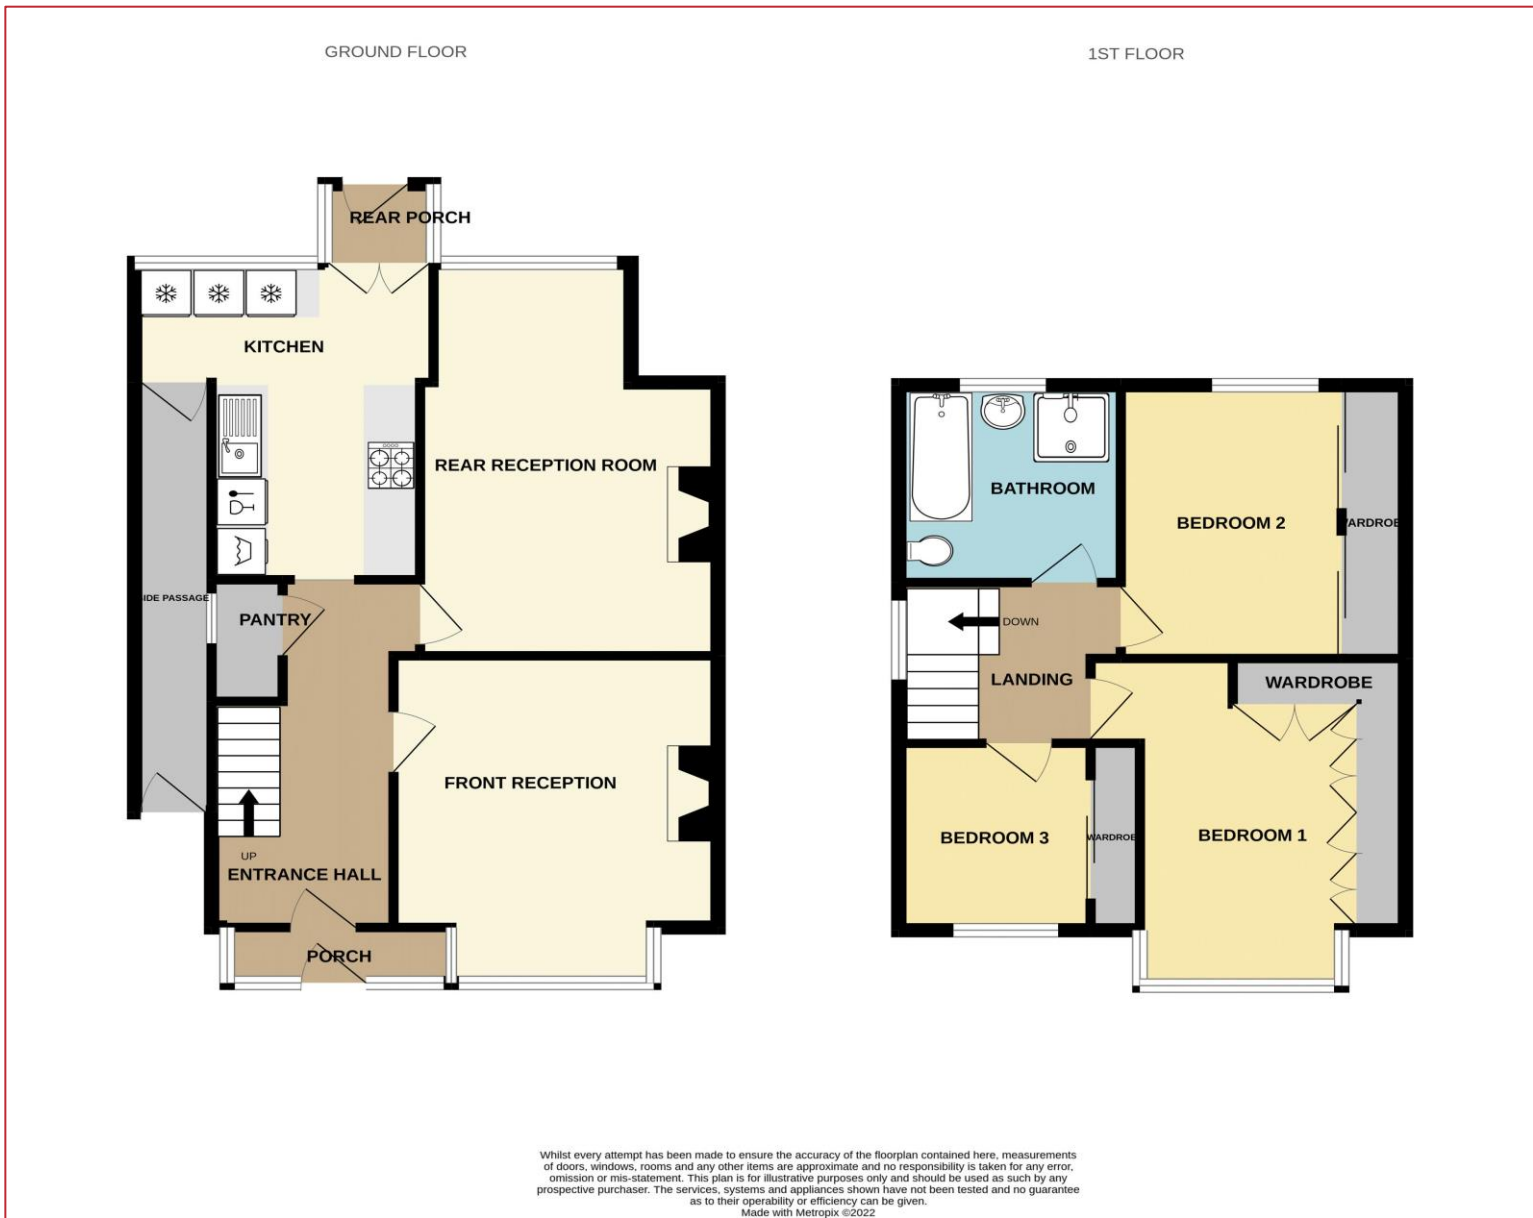 GROUND FLOOR
1ST FLOOR
REAR PORCH
KITCHEN
REAR RECEPTION ROOM
IDE PASSAGE
PANTRY
FRONT RECEPTION
UP
ENTRANCE HALL
PORCH
BATHROOM
BEDROOM 2
ARDROB
DOWN
LANDING
WARDROBE
BEDROOM 3
WARDROBE
BEDROOM 1
Whilst every attempt has been made to ensure the accuracy of the floorplan contained here, measurements
of doors, windows, rooms and any other items are approximate and no responsibility is taken for any error,
omission or mis-statement. This plan is for illustrative purposes only and should be used as such by any
prospective purchaser. The services, systems and appliances shown have not been tested and no guarantee
as to their operability or efficiency can be given.
Made with Metropix ©2022